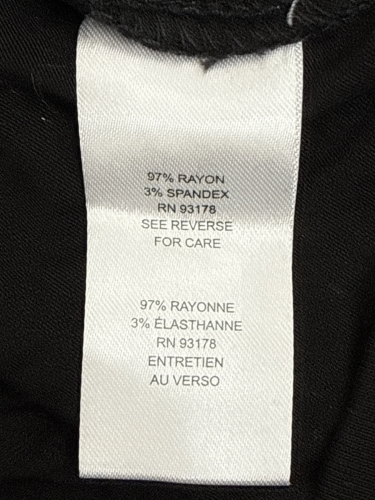 97% RAYON
3% SPANDEX
RN 93178
SEE REVERSE
FOR CARE
97% RAYONNE
3% ÉLASTHANNE
RN 93178
ENTRETIEN
AU VERSO